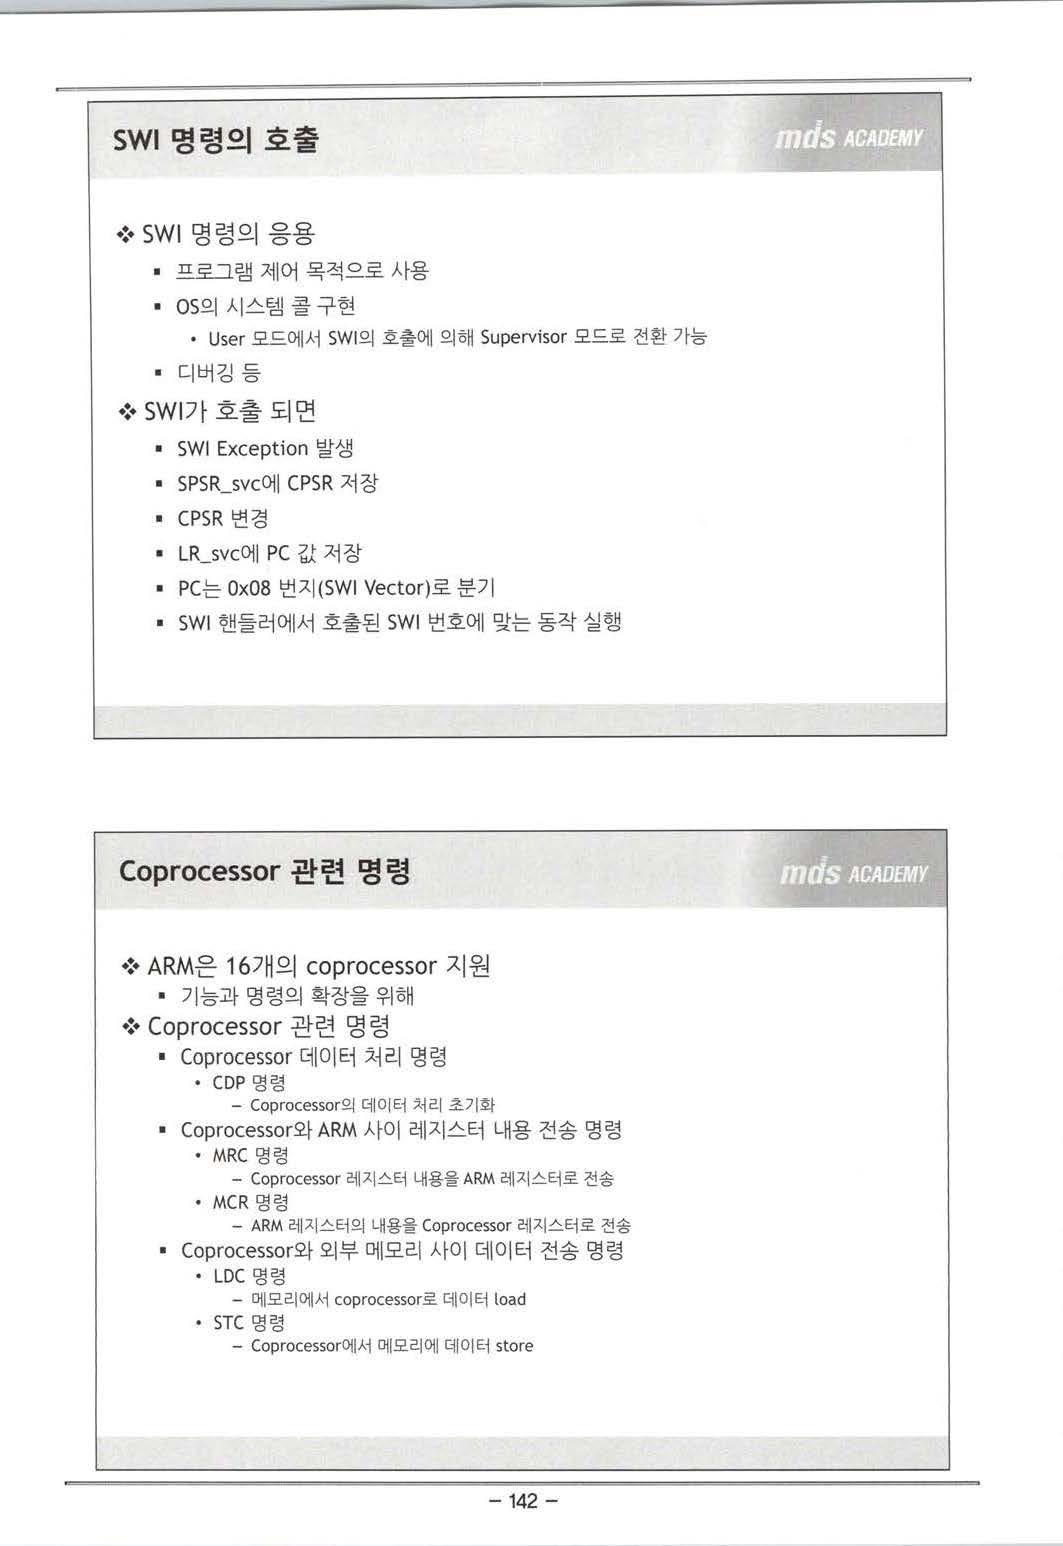 SWI 명령의 호출
mds ACADEMY
❖ SWI 명령의 응용
▪ 프로그램 제어 목적으로 사용
▪ OS의 시스템 콜 구현
• User 모드에서 SWI의 호출에 의해 Supervisor 모드로 전환 가능
▪ 디버깅 등
❖ SWI가 호출 되면
▪ SWI Exception 발생
▪ SPSR_svc에 CPSR 저장
▪ CPSR 변경
▪ LR_svc에 PC 값 저장
▪ PC는 0x08 번지(SWI Vector)로 분기
▪ SWI 핸들러에서 호출된 SWI 번호에 맞는 동작 실행
Coprocessor 관련 명령
mds ACADEMY
❖ ARM은 16개의 coprocessor 지원
▪ 기능과 명령의 확장을 위해
❖ Coprocessor 관련 명령
▪ Coprocessor 데이터 처리 명령
• CDP 명령
– Coprocessor의 데이터 처리 초기화
▪ Coprocessor와 ARM 사이 레지스터 내용 전송 명령
• MRC 명령
– Coprocessor 레지스터 내용을 ARM 레지스터로 전송
• MCR 명령
– ARM 레지스터의 내용을 Coprocessor 레지스터로 전송
▪ Coprocessor와 외부 메모리 사이 데이터 전송 명령
• LDC 명령
– 메모리에서 coprocessor로 데이터 load
• STC 명령
– Coprocessor에서 메모리에 데이터 store
– 142 –